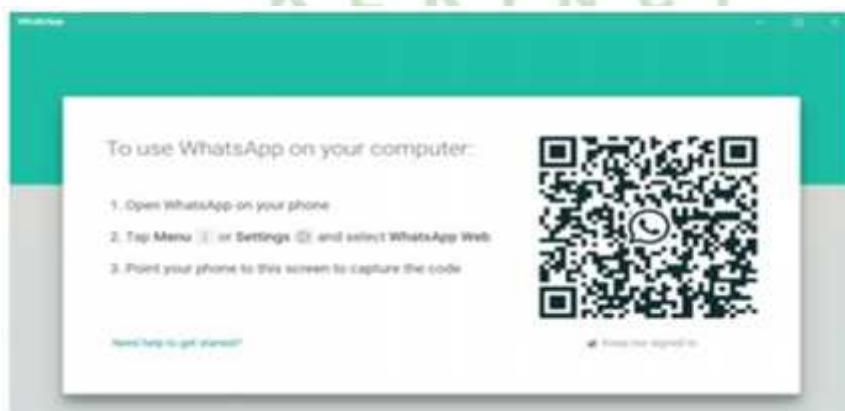 WhatsApp
To use WhatsApp on your computer:
1. Open WhatsApp on your phone
2. Tap Menu or Settings and select WhatsApp Web
3. Point your phone to this screen to capture the code
Need help to get started?
Keep me signed in